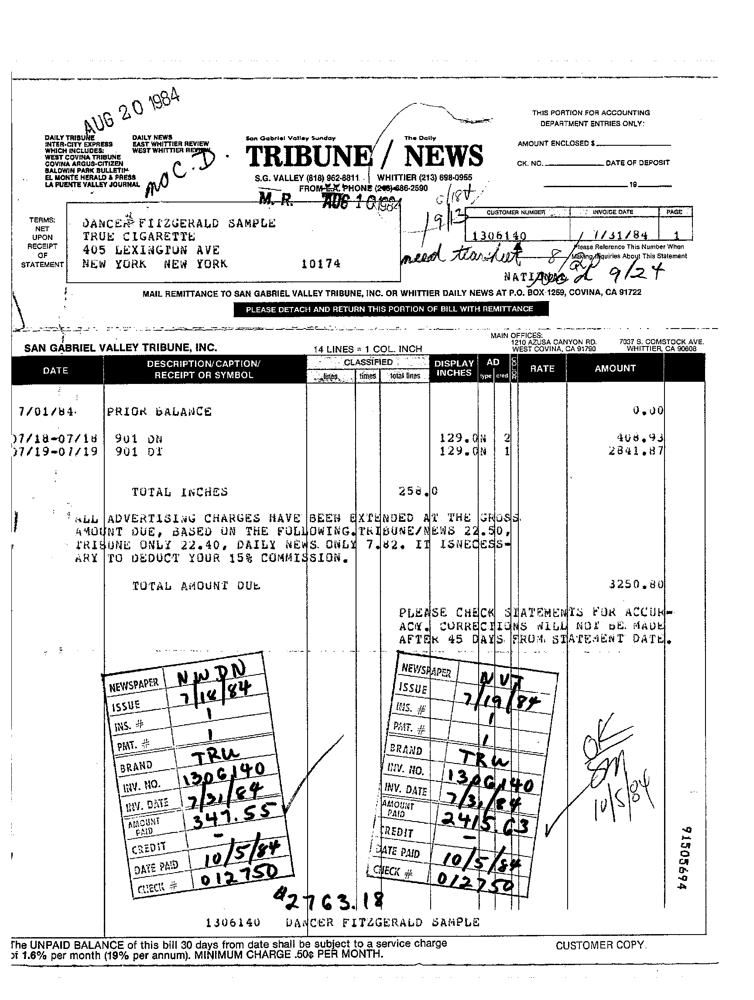 AUG 20 1984
THIS PORTION FOR ACCOUNTING
DEPARTMENT ENTRIES ONLY:
DAILY TRIBUNE
INTER-CITY EXPRESS
WHICH INCLUDES:
WEST COVINA TRIBUNE
COVINA ARGUS-CITIZEN
BALDWIN PARK BULLETIN
EL MONTE HERALD & PRESS
LA PUENTE VALLEY JOURNAL
DAILY NEWS
EAST WHITTIER REVIEW
WEST WHITTIER REVIEW
San Gabriel Valley Sunday The Daily
TRIBUNE / NEWS
S.G. VALLEY (818) 962-8811 WHITTIER (213) 698-0955
FROM L.A. PHONE (213) 686-2590
AMOUNT ENCLOSED $
CK. NO. DATE OF DEPOSIT
19
M. R. AUG 10 1984
9/13
CUSTOMER NUMBER INVOICE DATE PAGE
1306140 7/31/84 1
Please Reference This Number When
Making Inquiries About This Statement
TERMS:
NET
UPON
RECEIPT
OF
STATEMENT
DANCER FITZGERALD SAMPLE
TRUE CIGARETTE
405 LEXINGTON AVE
NEW YORK NEW YORK 10174
need tearsheet
NATIONAL
9/24
MAIL REMITTANCE TO SAN GABRIEL VALLEY TRIBUNE, INC. OR WHITTIER DAILY NEWS AT P.O. BOX 1259, COVINA, CA 91722
PLEASE DETACH AND RETURN THIS PORTION OF BILL WITH REMITTANCE
SAN GABRIEL VALLEY TRIBUNE, INC. 14 LINES = 1 COL. INCH
MAIN OFFICES:
1210 AZUSA CANYON RD.
WEST COVINA, CA 91790
7037 S. COMSTOCK AVE.
WHITTIER, CA 90608
DATE DESCRIPTION/CAPTION/ RECEIPT OR SYMBOL CLASSIFIED lines times total lines DISPLAY INCHES AD type cred RATE AMOUNT
7/01/84 PRIOR BALANCE 0.00
07/18-07/18 901 DN 129.0N 2 408.93
07/19-07/19 901 DT 129.0N 1 2841.87
TOTAL INCHES 258.0
ALL ADVERTISING CHARGES HAVE BEEN EXTENDED AT THE GROSS
AMOUNT DUE, BASED ON THE FOLLOWING.TRIBUNE/NEWS 22.50,
TRIBUNE ONLY 22.40, DAILY NEWS ONLY 7.82. IT ISNECESS-
ARY TO DEDUCT YOUR 15% COMMISSION.
TOTAL AMOUNT DUE 3250.80
PLEASE CHECK STATEMENTS FOR ACCUR-
ACY. CORRECTIONS WILL NOT BE MADE
AFTER 45 DAYS FROM STATEMENT DATE.
NEWSPAPER NWDN
ISSUE 7/18/84
INS. # 1
PMT. # 1
BRAND TRU
INV. NO. 1306140
INV. DATE 7/31/84
AMOUNT PAID 347.55
CREDIT -
DATE PAID 10/5/84
CHECK # 012750
NEWSPAPER NVT
ISSUE 7/19/84
INS. # 1
PMT. # 1
BRAND TRU
INV. NO. 1306140
INV. DATE 7/31/84
AMOUNT PAID 2415.63
CREDIT -
DATE PAID 10/5/84
CHECK # 012750
OK
SM
10/5/84
91505694
$2763.18
1306140 DANCER FITZGERALD SAMPLE
The UNPAID BALANCE of this bill 30 days from date shall be subject to a service charge
of 1.6% per month (19% per annum). MINIMUM CHARGE .50¢ PER MONTH.
CUSTOMER COPY.